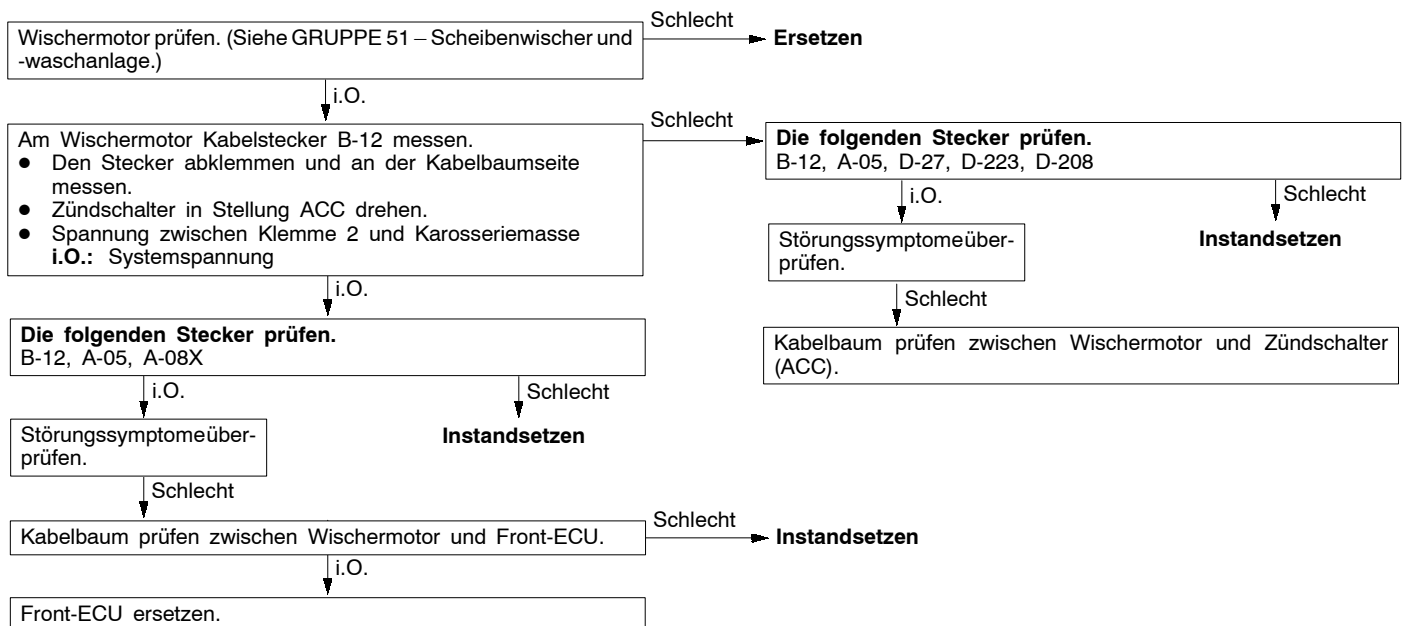 Wischermotor prüfen. (Siehe GRUPPE 51 – Scheibenwischer und
-waschanlage.)
Schlecht
Ersetzen
i.O.
Am Wischermotor Kabelstecker B-12 messen.
● Den Stecker abklemmen und an der Kabelbaumseite
messen.
● Zündschalter in Stellung ACC drehen.
● Spannung zwischen Klemme 2 und Karosseriemasse
i.O.: Systemspannung
Schlecht
Die folgenden Stecker prüfen.
B-12, A-05, D-27, D-223, D-208
i.O.
Schlecht
Störungssymptomeüber-
prüfen.
Instandsetzen
Schlecht
Kabelbaum prüfen zwischen Wischermotor und Zündschalter
(ACC).
i.O.
Die folgenden Stecker prüfen.
B-12, A-05, A-08X
i.O.
Schlecht
Störungssymptomeüber-
prüfen.
Instandsetzen
Schlecht
Kabelbaum prüfen zwischen Wischermotor und Front-ECU.
Schlecht
Instandsetzen
i.O.
Front-ECU ersetzen.